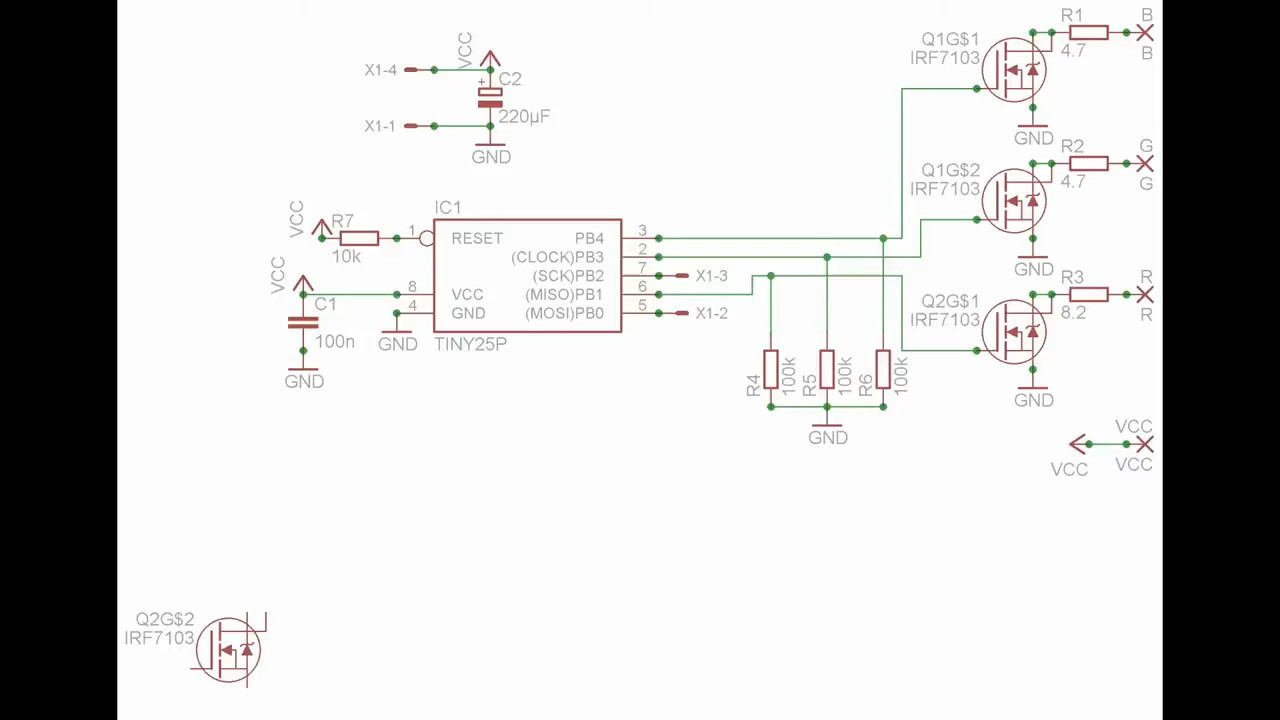 VCC
X1-4
C2
+
220µF
X1-1
GND
Q1G$1
IRF7103
R1
4.7
B
B
GND
Q1G$2
IRF7103
R2
4.7
G
G
GND
Q2G$1
IRF7103
R3
8.2
R
R
GND
VCC
R7
10k
VCC
C1
100n
GND
IC1
1
RESET
8
VCC
4
GND
GND
PB4
3
(CLOCK)PB3
2
(SCK)PB2
7
X1-3
(MISO)PB1
6
(MOSI)PB0
5
X1-2
TINY25P
R4
100k
R5
100k
R6
100k
GND
VCC
VCC
VCC
Q2G$2
IRF7103